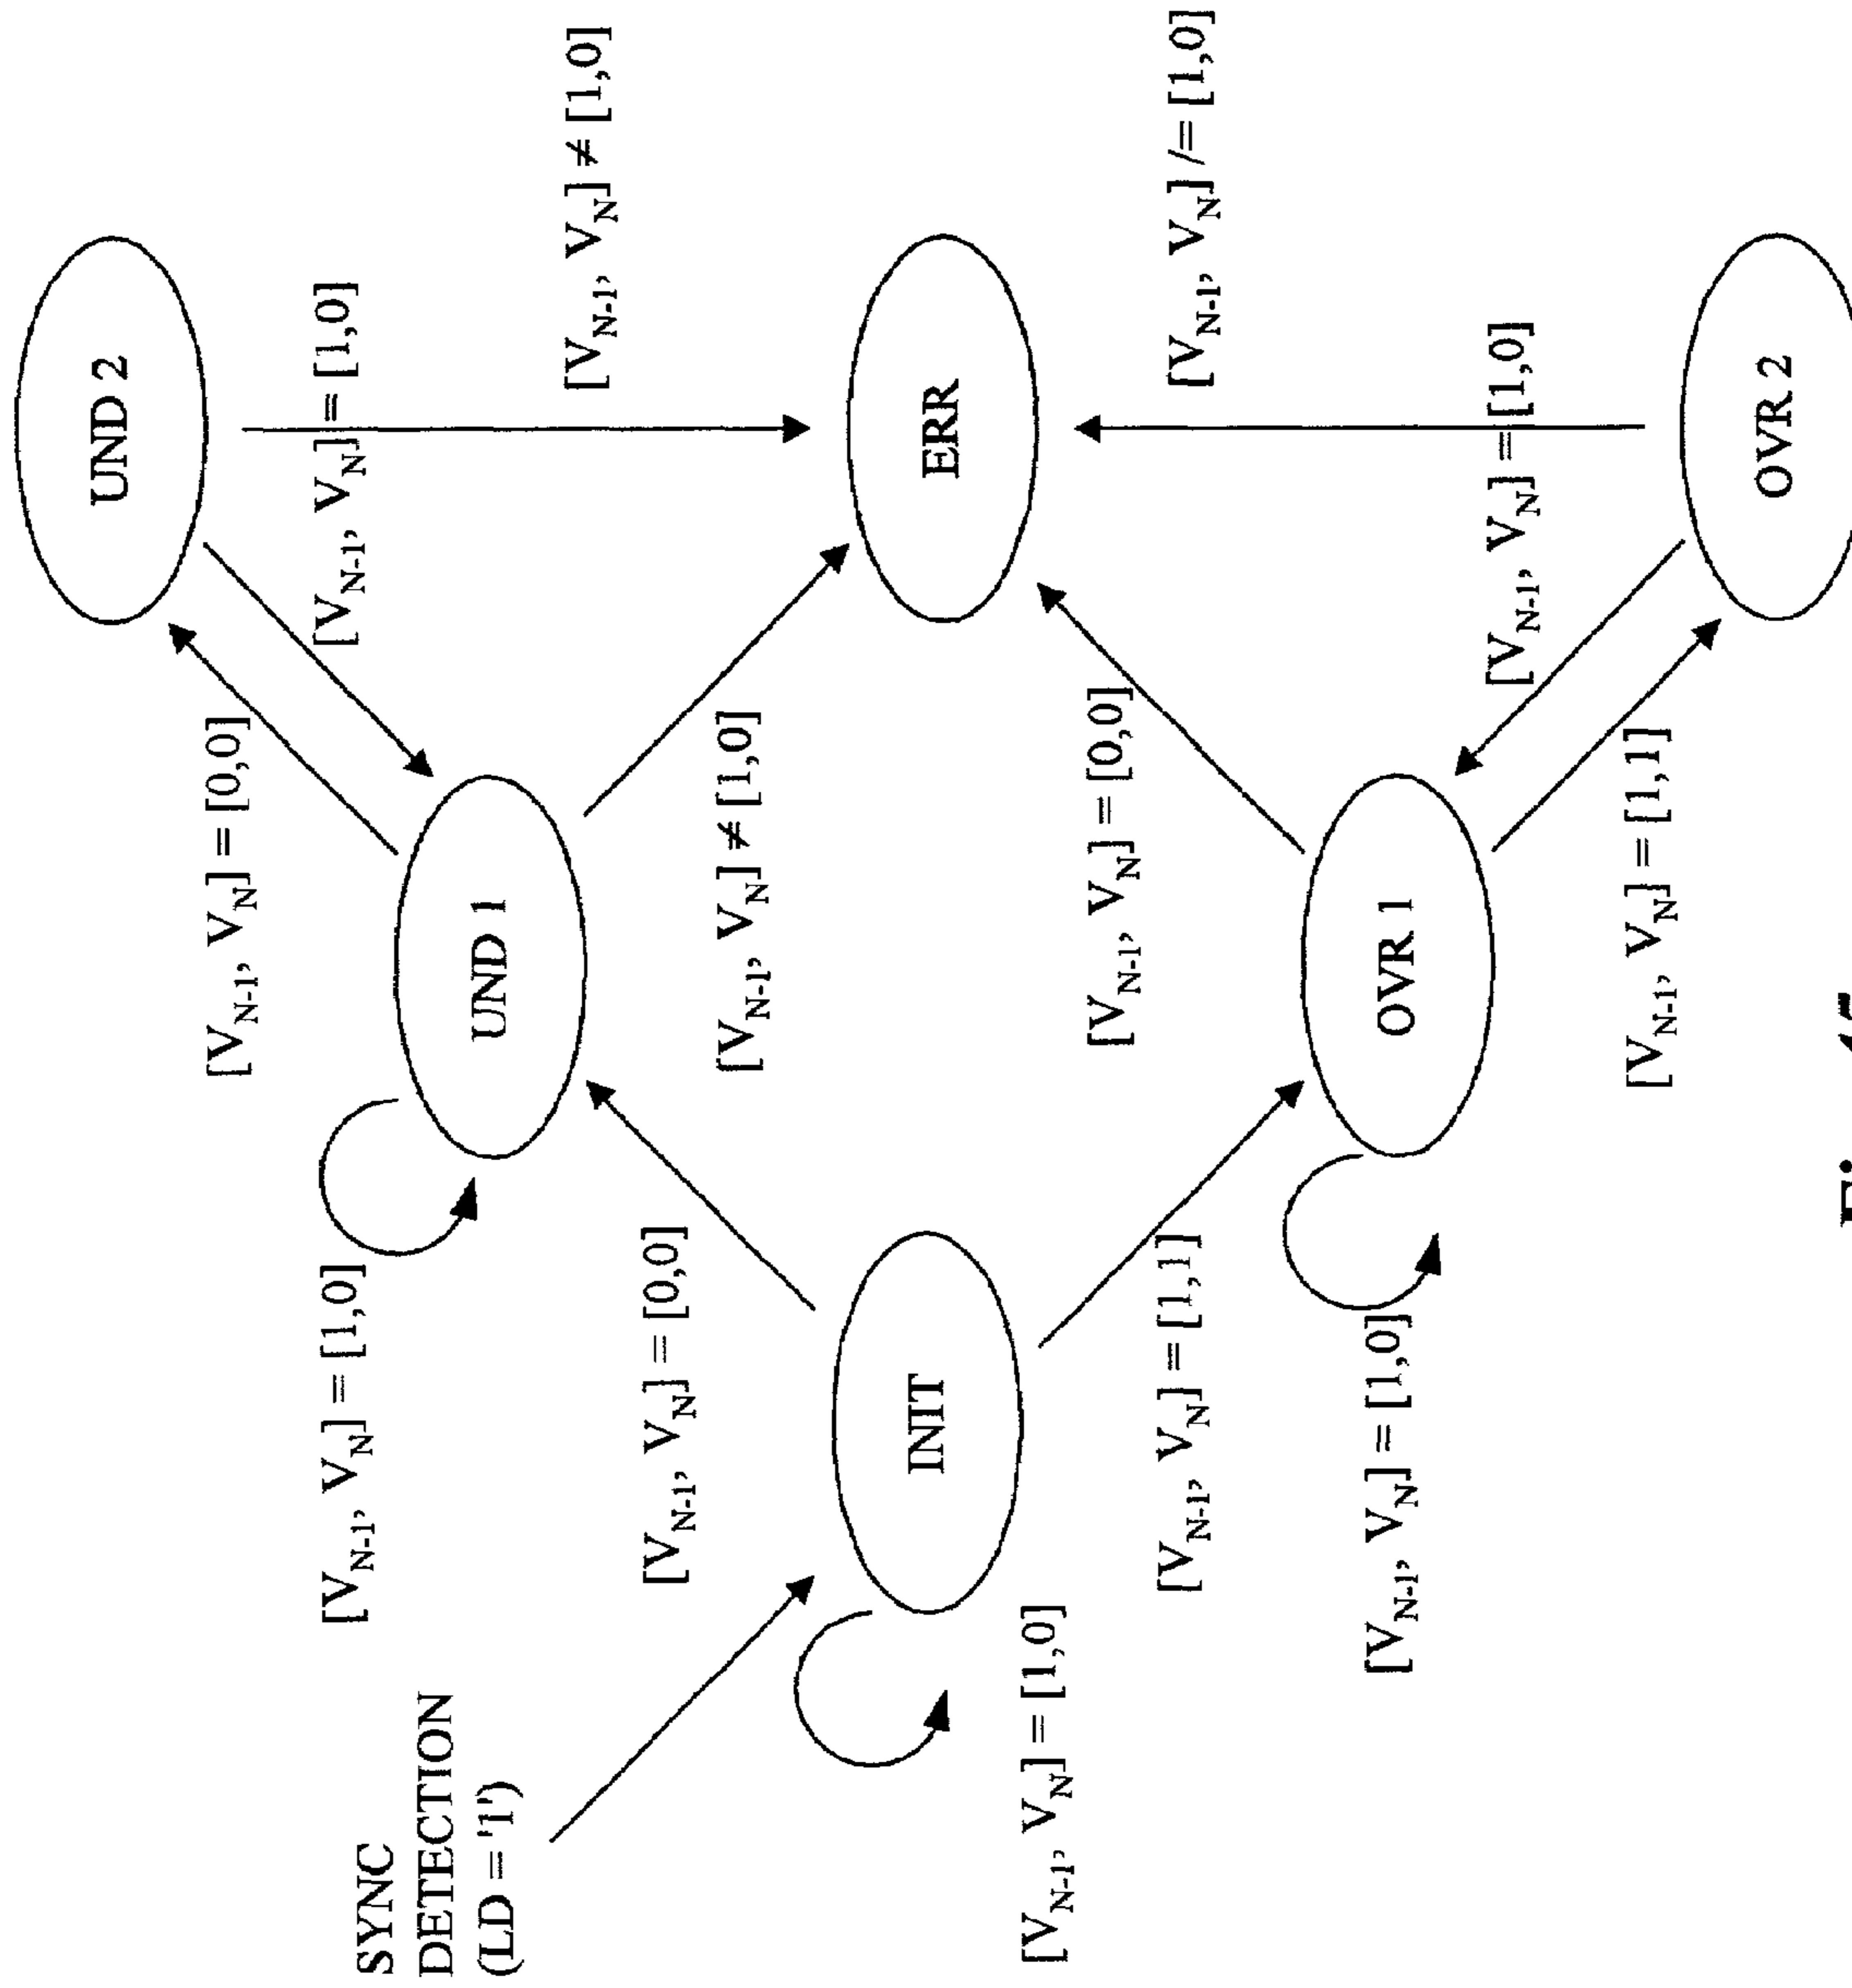 SYNC
DETECTION
(LD = '1')
[V_{N-1}, V_N] = [1,0]
INIT
[V_{N-1}, V_N] = [1,0]
[V_{N-1}, V_N] = [0,0]
[V_{N-1}, V_N] = [1,1]
[V_{N-1}, V_N] = [1,0]
UND 1
OVR 1
[V_{N-1}, V_N] = [0,0]
[V_{N-1}, V_N] ≠ [1,0]
[V_{N-1}, V_N] = [0,0]
[V_{N-1}, V_N] = [1,1]
UND 2
[V_{N-1}, V_N] = [1,0]
[V_{N-1}, V_N] ≠ [1,0]
ERR
[V_{N-1}, V_N] /= [1,0]
[V_{N-1}, V_N] = [1,0]
OVR 2